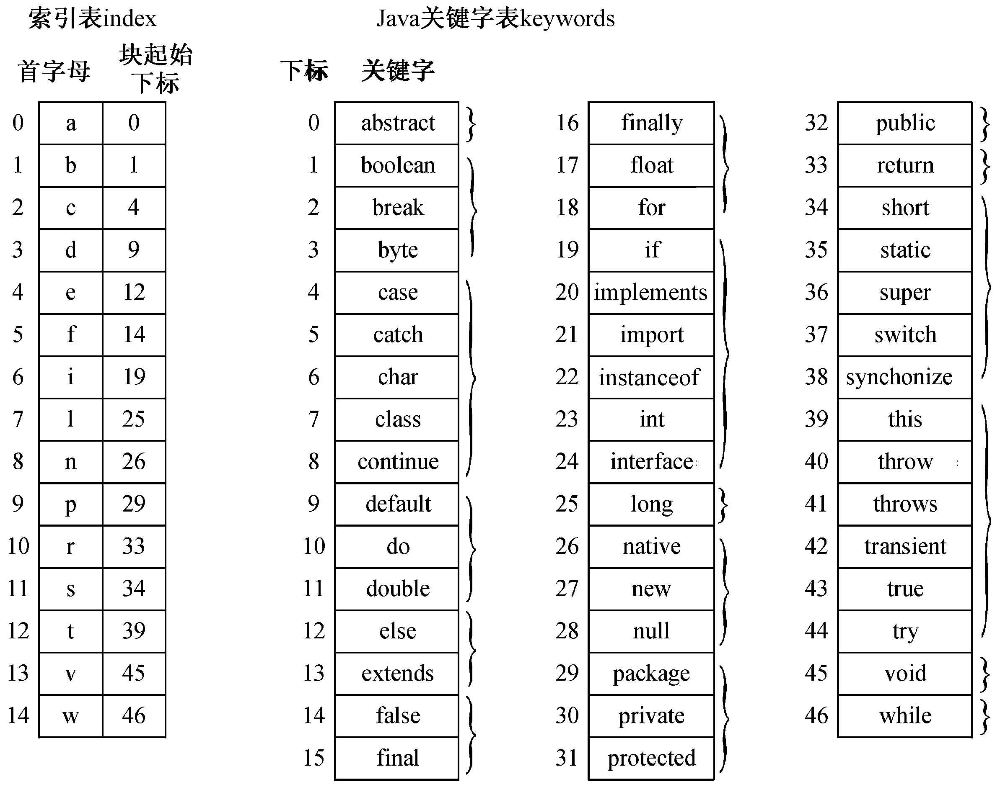 索引表index
Java关键字表keywords
首字母 块起始下标
下标 关键字
0 a 0
1 b 1
2 c 4
3 d 9
4 e 12
5 f 14
6 i 19
7 l 25
8 n 26
9 p 29
10 r 33
11 s 34
12 t 39
13 v 45
14 w 46
0 abstract
1 boolean
2 break
3 byte
4 case
5 catch
6 char
7 class
8 continue
9 default
10 do
11 double
12 else
13 extends
14 false
15 final
16 finally
17 float
18 for
19 if
20 implements
21 import
22 instanceof
23 int
24 interface
25 long
26 native
27 new
28 null
29 package
30 private
31 protected
32 public
33 return
34 short
35 static
36 super
37 switch
38 synchonize
39 this
40 throw
41 throws
42 transient
43 true
44 try
45 void
46 while